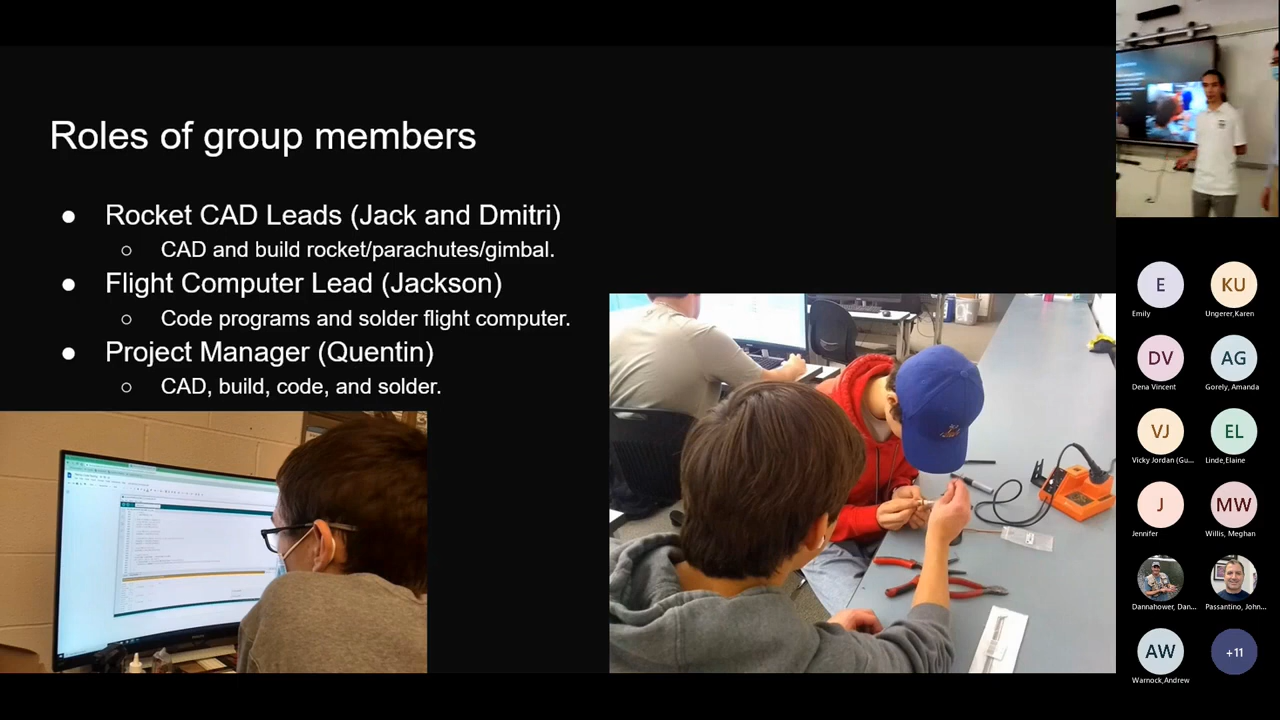 Roles of group members
● Rocket CAD Leads (Jack and Dmitri)
○ CAD and build rocket/parachutes/gimbal.
● Flight Computer Lead (Jackson)
○ Code programs and solder flight computer.
● Project Manager (Quentin)
○ CAD, build, code, and solder.
E
Emily
KU
Ungerer,Karen
DV
Dena Vincent
AG
Gorely, Amanda
VJ
Vicky Jordan (Gu...
EL
Linde,Elaine
J
Jennifer
MW
Willis, Meghan
Dannahower, Dan...
Passantino, John...
AW
Warnock,Andrew
+11